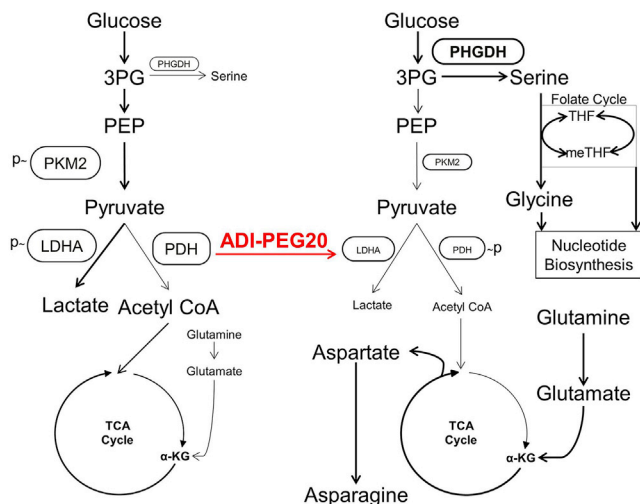 Glucose
PHGDH
3PG
Serine
PEP
p~
PKM2
Pyruvate
p~
LDHA
PDH
Lactate
Acetyl CoA
Glutamine
Glutamate
TCA
Cycle
α-KG
ADI-PEG20
Glucose
PHGDH
3PG
Serine
Folate Cycle
THF
meTHF
PEP
PKM2
Glycine
Pyruvate
Nucleotide
Biosynthesis
LDHA
PDH
~p
Lactate
Acetyl CoA
Glutamine
Aspartate
Glutamate
TCA
Cycle
α-KG
Asparagine